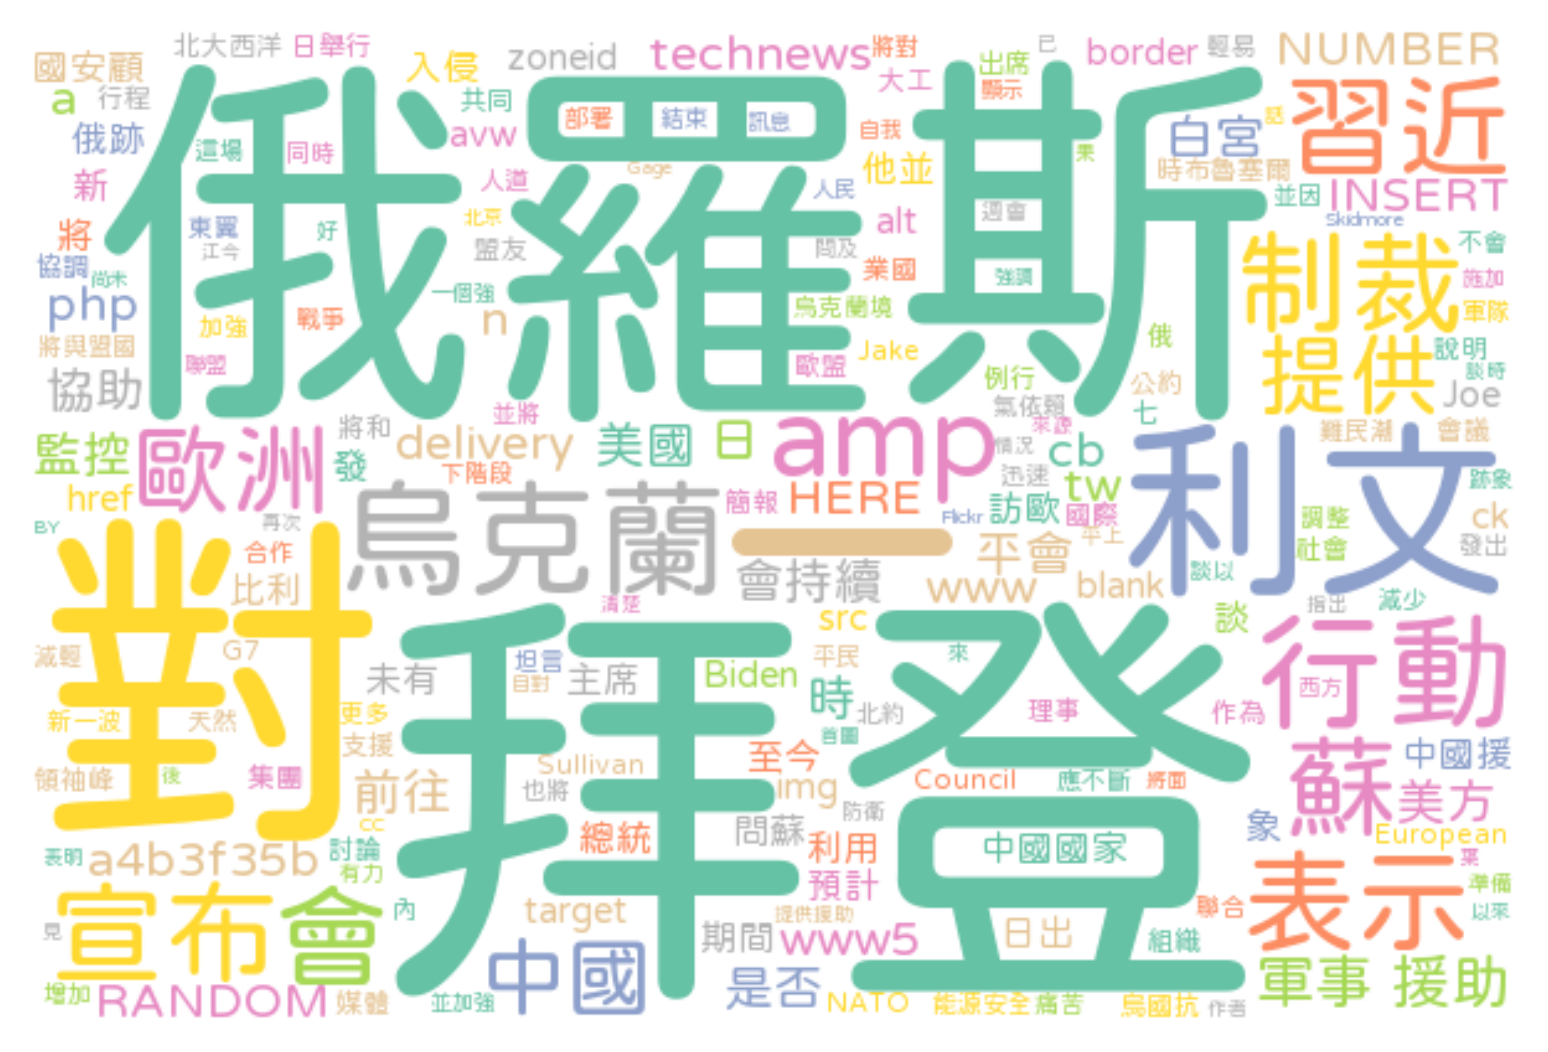 北大西洋 日舉行 zoneid technews 將對 已 border 輕易 NUMBER
國安顧 入侵 出席 大工 顯示
a 行程 共同 部署 結束 訊息 自我 白宮 話 習近
俄跡 這場 同時 avw 他並 果 時布魯塞爾
新 人道 Gage 人民 並因 INSERT
俄羅斯
將 東翼 好 北京 盟友 alt 問及 週會 Skidmore 不會
協調 尚未 江今 一個強 業國 強調 制裁 施加
php 加強 戰爭 n 烏克蘭境 俄 軍隊
將與盟國 聯盟 歐盟 Jake 例行 公約 提供 說明 談時
協助 並將 氣依賴 七 Joe
監控 歐洲 將和 發 delivery 美國 日 amp 來源 情況 cb 難民潮 會議
href 下階段 簡報 HERE 迅速 tw 利文 跡象
BY 再次 烏克蘭 Flickr 訪歐 國際 調整 ck
合作 一 平會 平上 社會 發出
比利 會持續 www blank 談以
對 清楚 src 談 指出 減少
減輕 G7 未有 坦言 自對 主席 Biden 平民 來 行動 西方
拜登
新一波 天然 更多 支援 時 北約 首圖 理事 作為
領袖峰 後 集團 前往 Sullivan 也將 至今 img Council 應不斷 將面 蘇 中國援 美方
cc 總統 問蘇 防衛 利用 中國國家 象 European
表明 a4b3f35b 討論 有力 預計 表示 葉 準備
宣布 會 內 target 提供援助 聯合 以來
見 中國 期間 www5 日出 組織
增加 RANDOM 媒體 並加強 是否 NATO 能源安全 痛苦 烏國抗 作者 軍事 援助